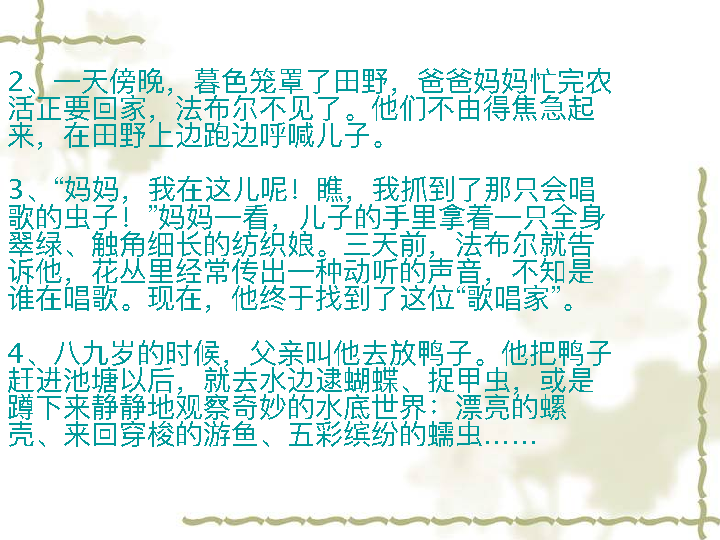 2、一天傍晚，暮色笼罩了田野，爸爸妈妈忙完农
活正要回家，法布尔不见了。他们不由得焦急起
来，在田野上边跑边呼喊儿子。
3、“妈妈，我在这儿呢！瞧，我抓到了那只会唱
歌的虫子！”妈妈一看，儿子的手里拿着一只全身
翠绿、触角细长的纺织娘。三天前，法布尔就告
诉他，花丛里经常传出一种动听的声音，不知是
谁在唱歌。现在，他终于找到了这位“歌唱家”。
4、八九岁的时候，父亲叫他去放鸭子。他把鸭子
赶进池塘以后，就去水边逮蝴蝶、捉甲虫，或是
蹲下来静静地观察奇妙的水底世界：漂亮的螺
壳、来回穿梭的游鱼、五彩缤纷的蠕虫……